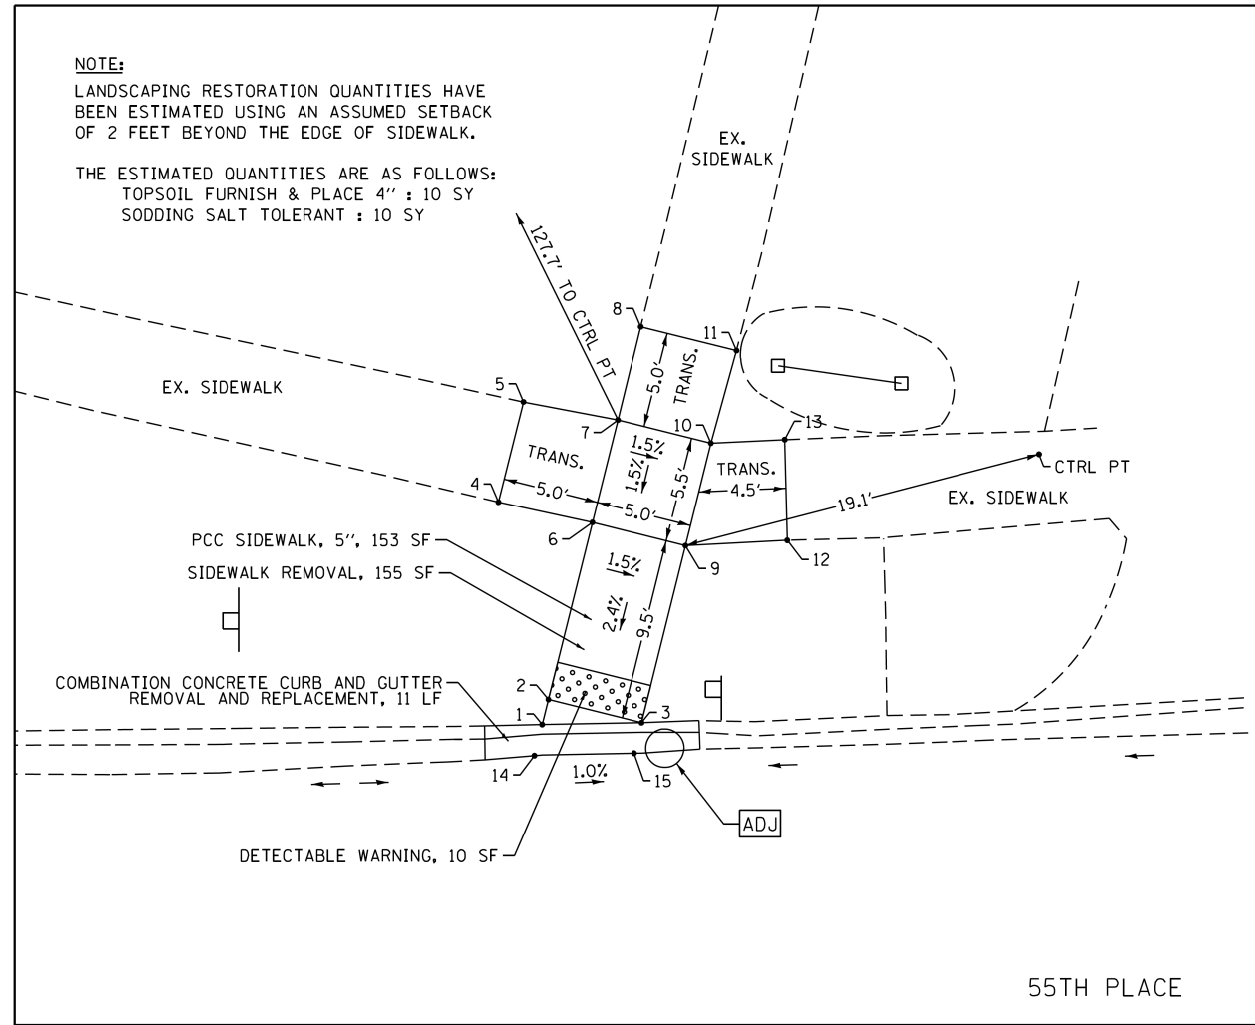 NOTE:
LANDSCAPING RESTORATION QUANTITIES HAVE
BEEN ESTIMATED USING AN ASSUMED SETBACK
OF 2 FEET BEYOND THE EDGE OF SIDEWALK.
THE ESTIMATED QUANTITIES ARE AS FOLLOWS:
TOPSOIL FURNISH & PLACE 4'' : 10 SY
SODDING SALT TOLERANT : 10 SY
EX.
SIDEWALK
127.7' TO CTRL PT
8
11
5.0'
TRANS.
EX. SIDEWALK
5
7
10
13
TRANS.
5.0'
4
1.5%
1.5%
5.5'
5.0'
TRANS.
4.5'
CTRL PT
19.1'
EX. SIDEWALK
6
9
12
PCC SIDEWALK, 5'', 153 SF
SIDEWALK REMOVAL, 155 SF
1.5%
2.4%
9.5'
COMBINATION CONCRETE CURB AND GUTTER
REMOVAL AND REPLACEMENT, 11 LF
2
1
3
14
1.0%
15
ADJ
DETECTABLE WARNING, 10 SF
55TH PLACE